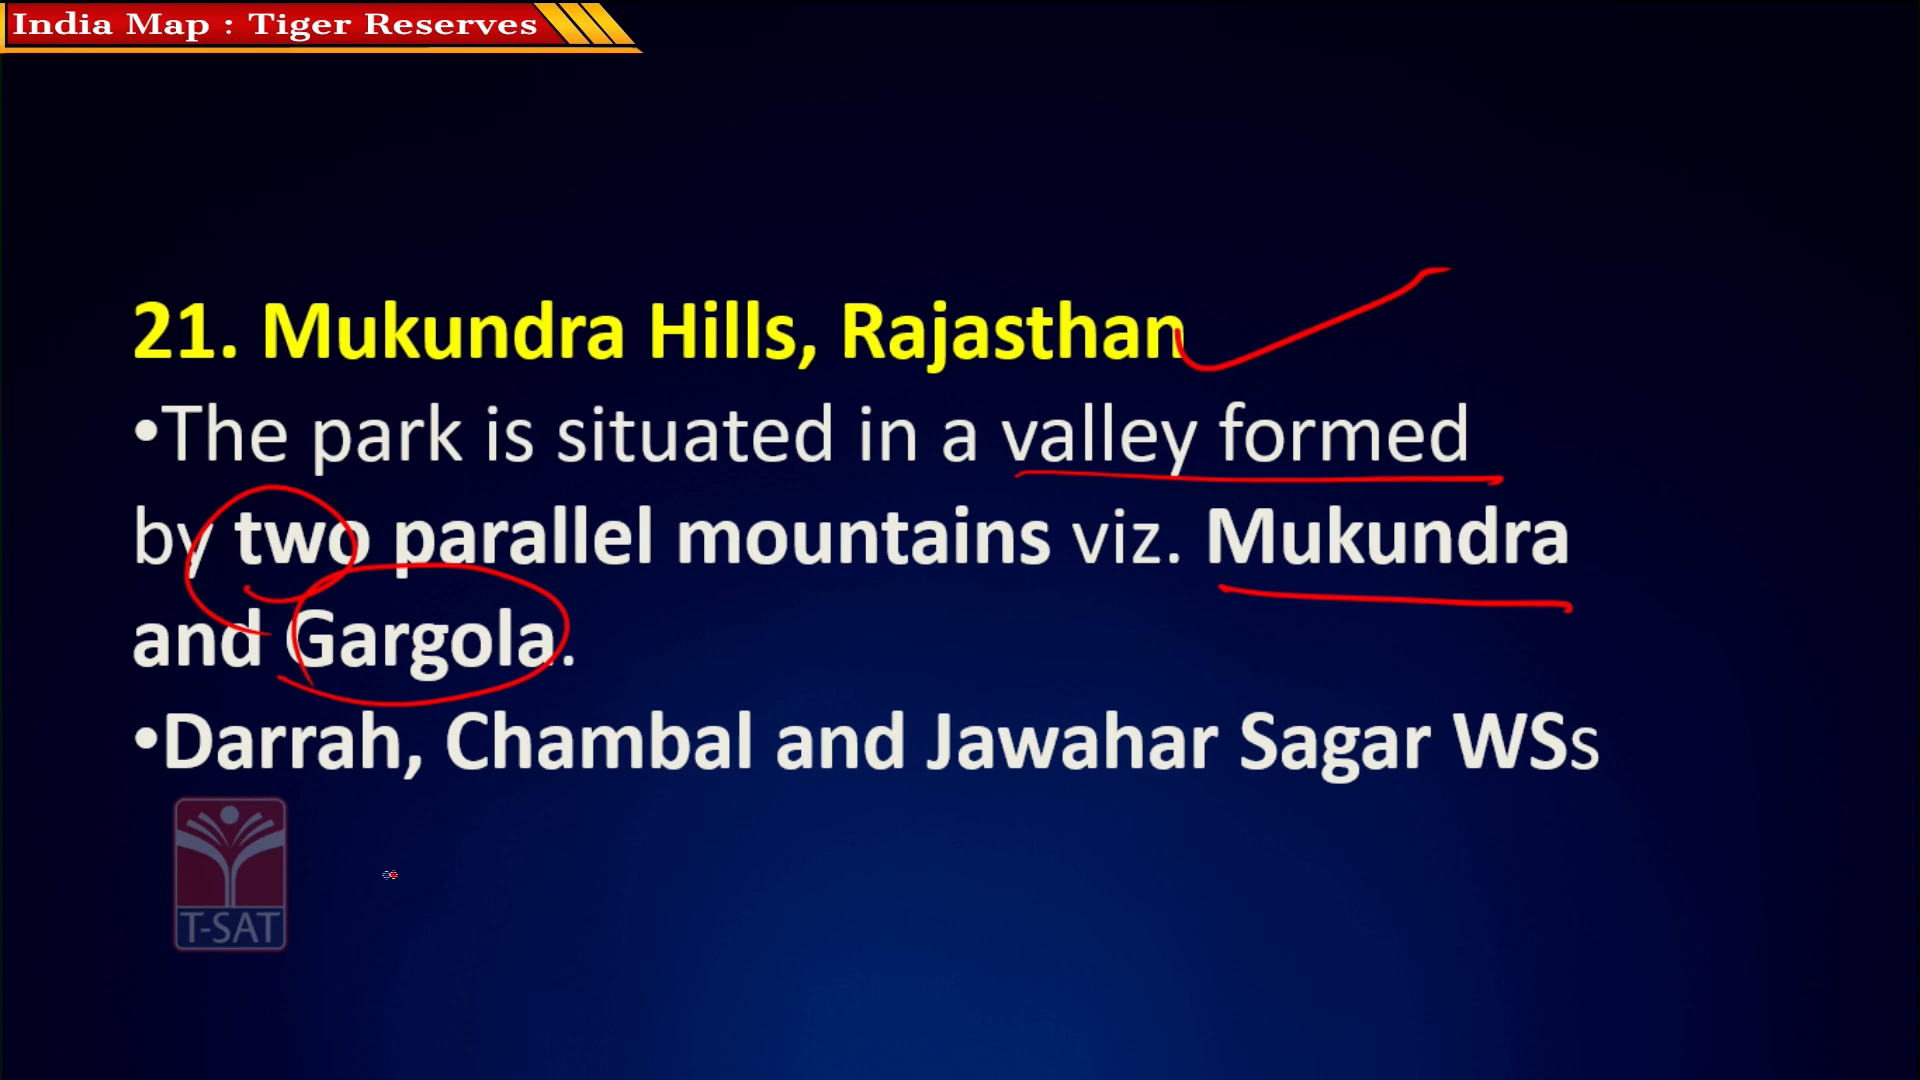 India Map : Tiger Reserves
21. Mukundra Hills, Rajasthan
•The park is situated in a valley formed
by two parallel mountains viz. Mukundra
and Gargola.
•Darrah, Chambal and Jawahar Sagar WSs
T-SAT